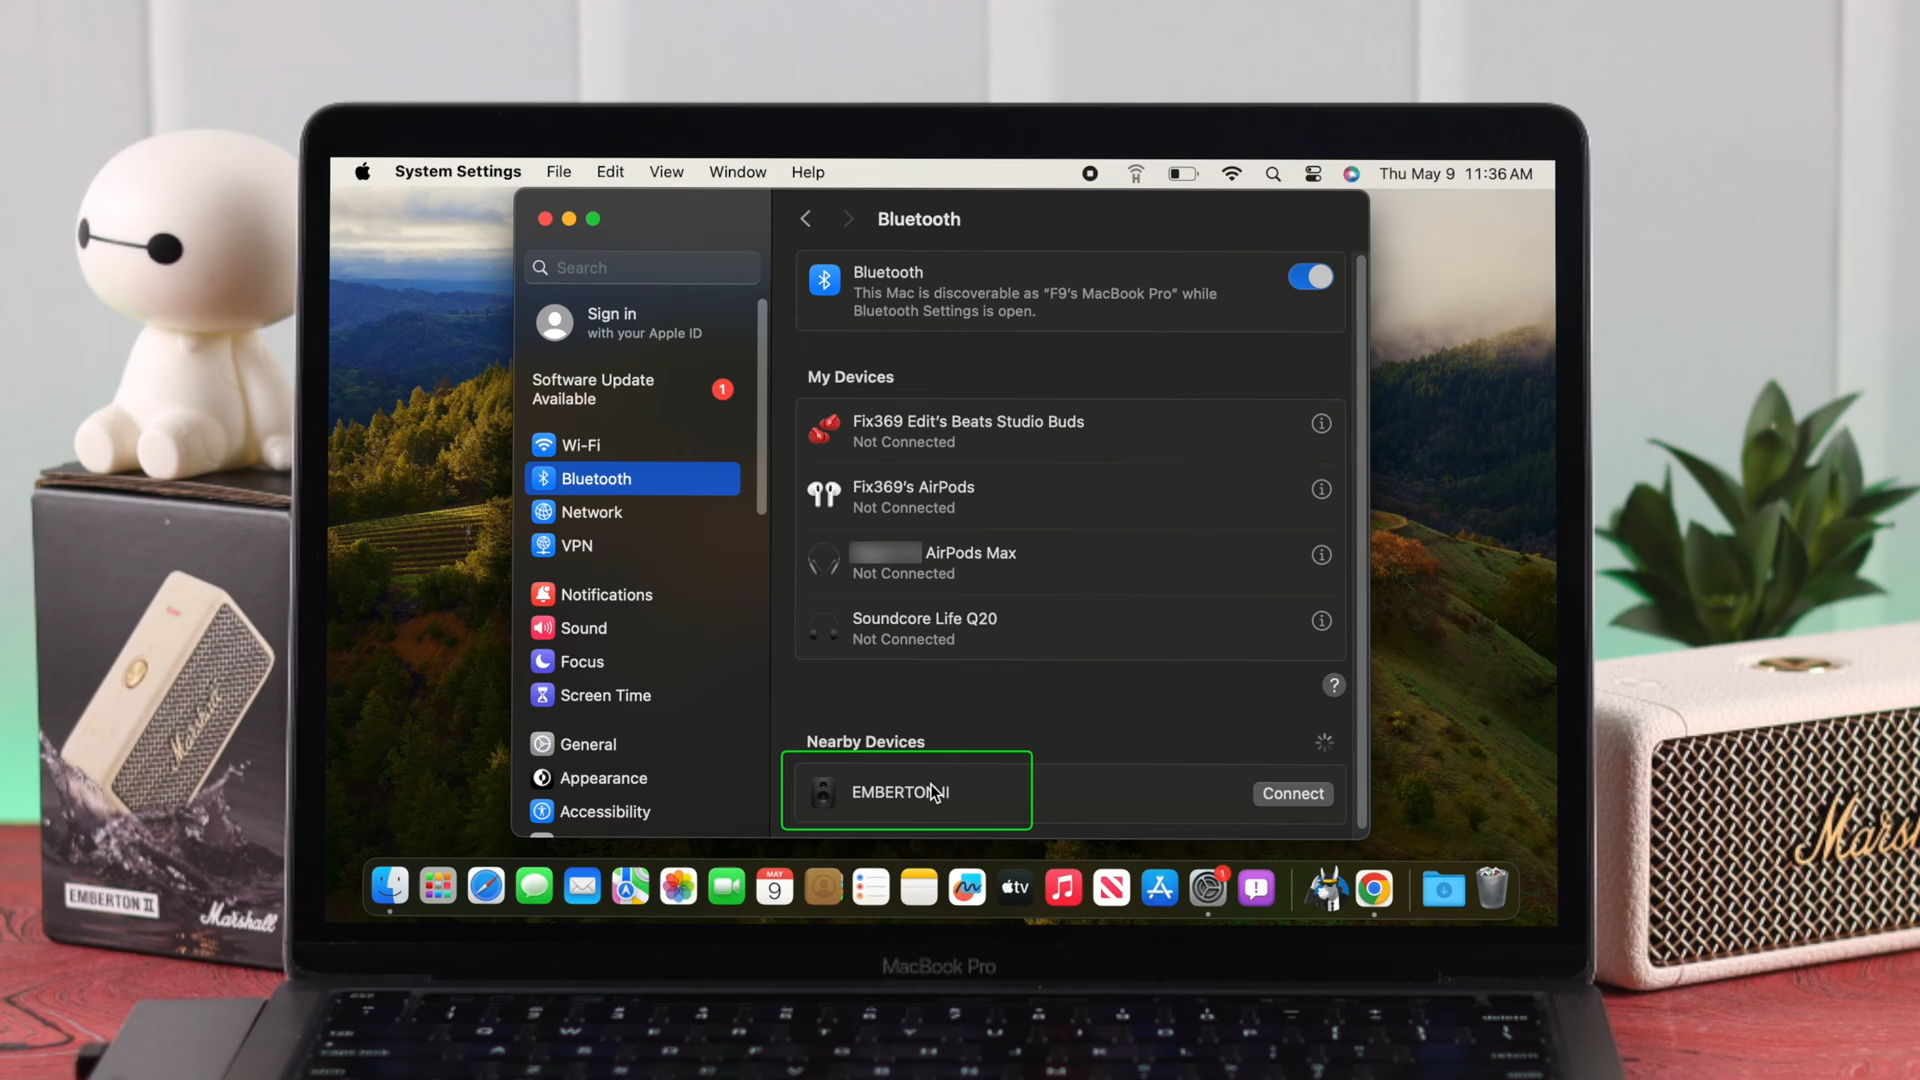 System Settings File Edit View Window Help Thu May 9 11:36 AM
Bluetooth
Search
Bluetooth
This Mac is discoverable as “F9’s MacBook Pro” while
Bluetooth Settings is open.
Sign in
with your Apple ID
Software Update
Available
1
Wi-Fi
Bluetooth
Network
VPN
Notifications
Sound
Focus
Screen Time
General
Appearance
Accessibility
My Devices
Fix369 Edit’s Beats Studio Buds
Not Connected
Fix369’s AirPods
Not Connected
AirPods Max
Not Connected
Soundcore Life Q20
Not Connected
?
Nearby Devices
EMBERTON II
Connect
MAY
9
tv
1
MacBook Pro
Marshall
EMBERTON II
Marshall